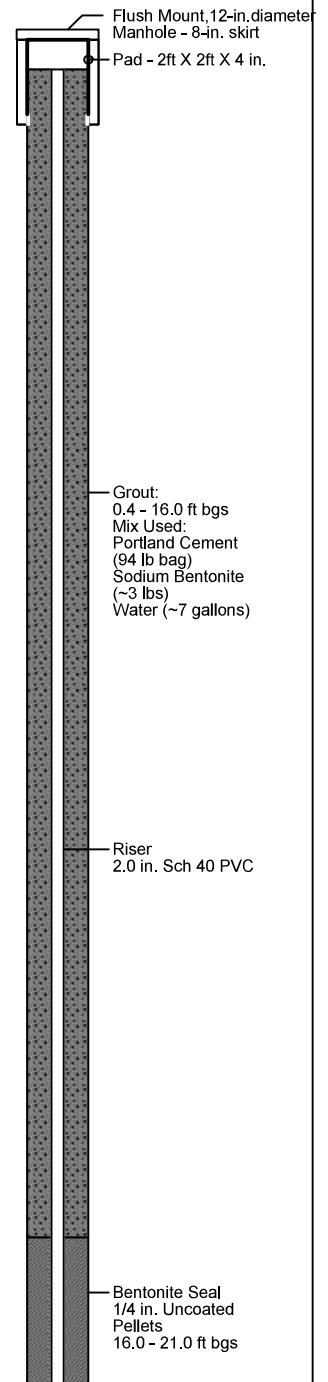 Flush Mount,12-in.diameter
Manhole - 8-in. skirt
Pad - 2ft X 2ft X 4 in.
Grout:
0.4 - 16.0 ft bgs
Mix Used:
Portland Cement
(94 lb bag)
Sodium Bentonite
(~3 lbs)
Water (~7 gallons)
Riser
2.0 in. Sch 40 PVC
Bentonite Seal
1/4 in. Uncoated
Pellets
16.0 - 21.0 ft bgs